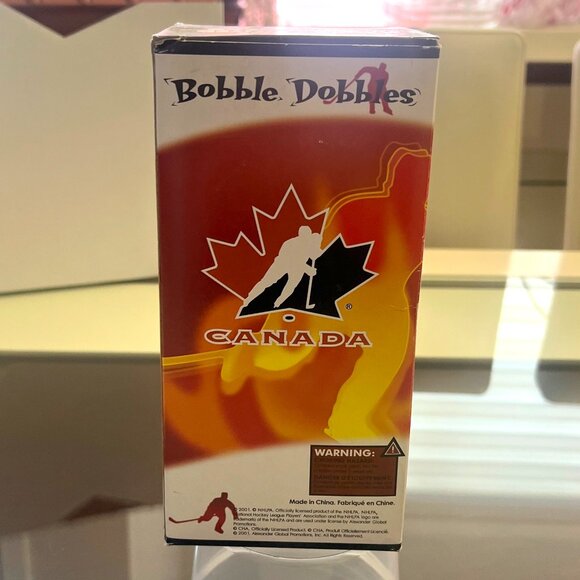 Bobble Dobbles
®
CANADA
WARNING:
CHOKING HAZARD
Made in China. Fabriqué en Chine.
2001, © NHLPA. Officially licensed product of the NHLPA. NHLPA,
National Hockey League Players' Association and the NHLPA logo are
trademarks of the NHLPA and are used under license by Alexander Global
Promotions.
© CHA, Officially Licensed Product. © CHA, Produit Officiellement Licencié.
© 2001, Alexander Global Promotions, Inc. All Rights Reserved.